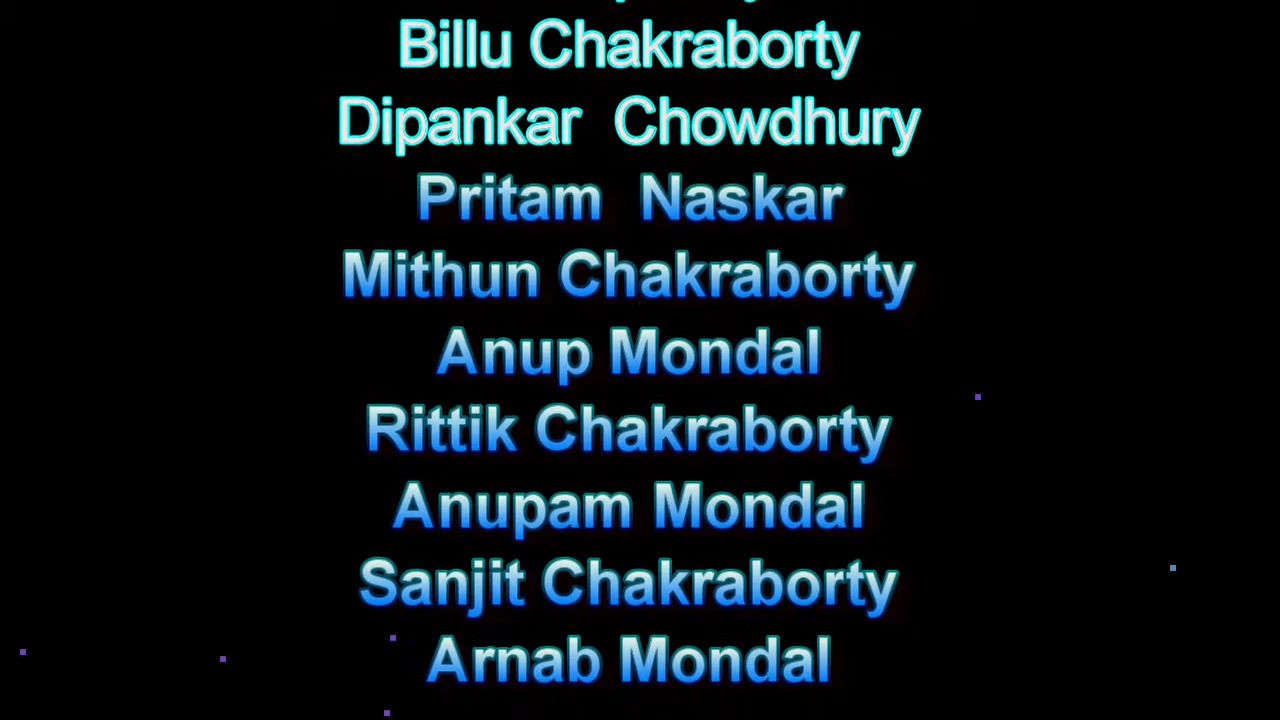 Billu Chakraborty
Dipankar Chowdhury
Pritam Naskar
Mithun Chakraborty
Anup Mondal
Rittik Chakraborty
Anupam Mondal
Sanjit Chakraborty
Arnab Mondal